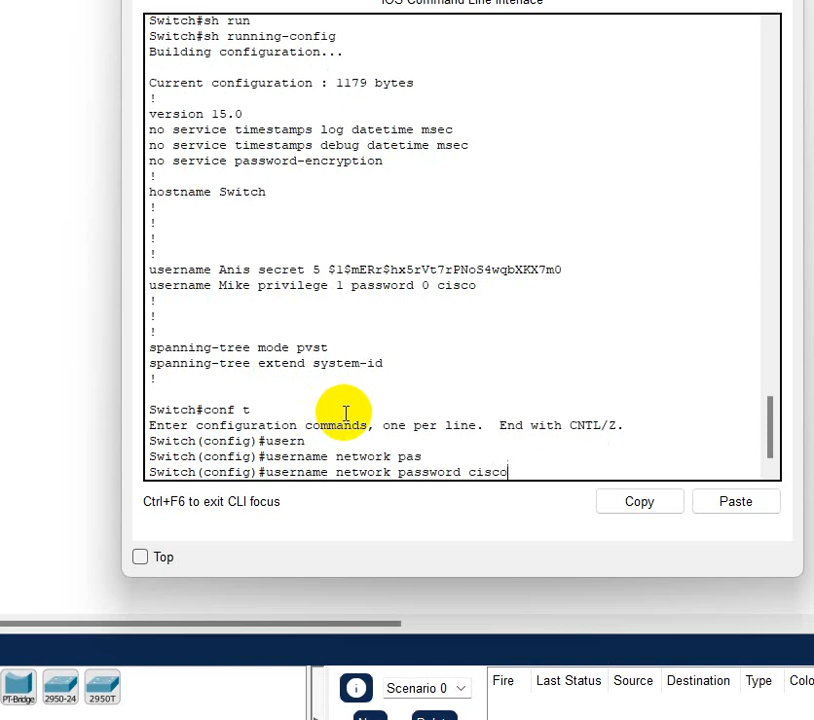 IOS Command Line Interface
Switch#sh run
Switch#sh running-config
Building configuration...
Current configuration : 1179 bytes
!
version 15.0
no service timestamps log datetime msec
no service timestamps debug datetime msec
no service password-encryption
!
hostname Switch
!
!
!
!
username Anis secret 5 $1$mERr$hx5rVt7rPNoS4wqbXKX7m0
username Mike privilege 1 password 0 cisco
!
!
!
spanning-tree mode pvst
spanning-tree extend system-id
!
Switch#conf t
Enter configuration commands, one per line.  End with CNTL/Z.
Switch(config)#usern
Switch(config)#username network pas
Switch(config)#username network password cisco
Ctrl+F6 to exit CLI focus
Copy
Paste
Top
PT-Bridge
2950-24
2950T
Scenario 0
Fire
Last Status
Source
Destination
Type
Colo